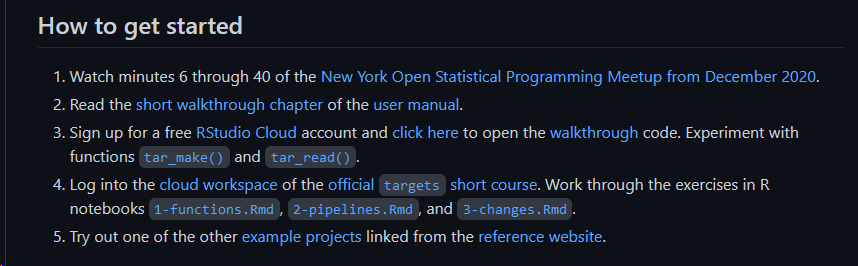 How to get started
1. Watch minutes 6 through 40 of the New York Open Statistical Programming Meetup from December 2020.
2. Read the short walkthrough chapter of the user manual.
3. Sign up for a free RStudio Cloud account and click here to open the walkthrough code. Experiment with
functions tar_make() and tar_read().
4. Log into the cloud workspace of the official targets short course. Work through the exercises in R
notebooks 1-functions.Rmd, 2-pipelines.Rmd, and 3-changes.Rmd.
5. Try out one of the other example projects linked from the reference website.